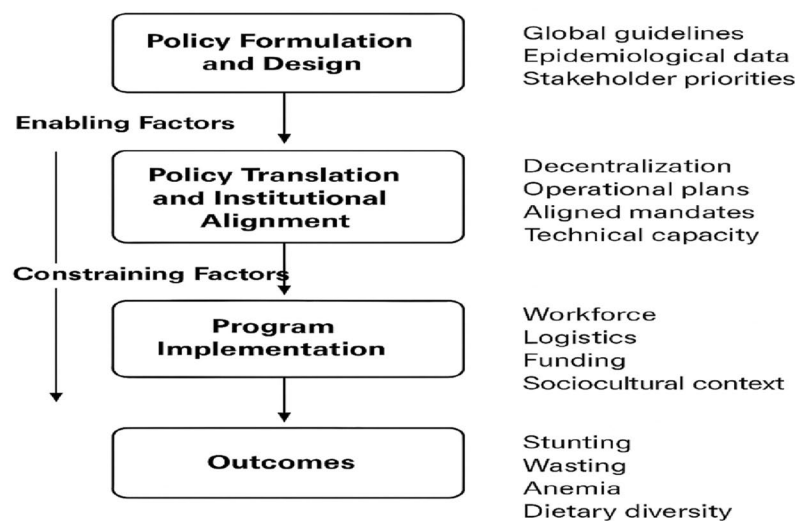 Policy Formulation
and Design
Global guidelines
Epidemiological data
Stakeholder priorities
Enabling Factors
Policy Translation
and Institutional
Alignment
Decentralization
Operational plans
Aligned mandates
Technical capacity
Constraining Factors
Program
Implementation
Workforce
Logistics
Funding
Sociocultural context
Outcomes
Stunting
Wasting
Anemia
Dietary diversity